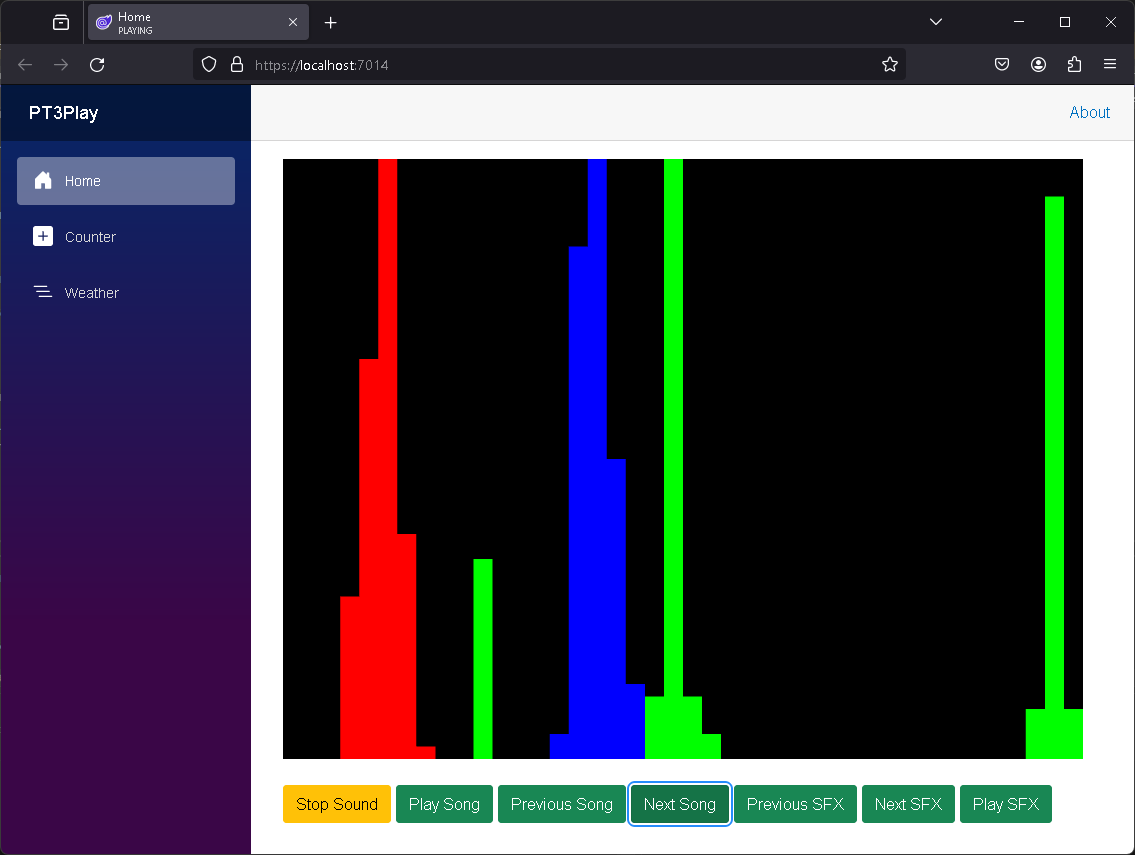 Home
PLAYING
https://localhost:7014
PT3Play
About
Home
Counter
Weather
Stop Sound
Play Song
Previous Song
Next Song
Previous SFX
Next SFX
Play SFX